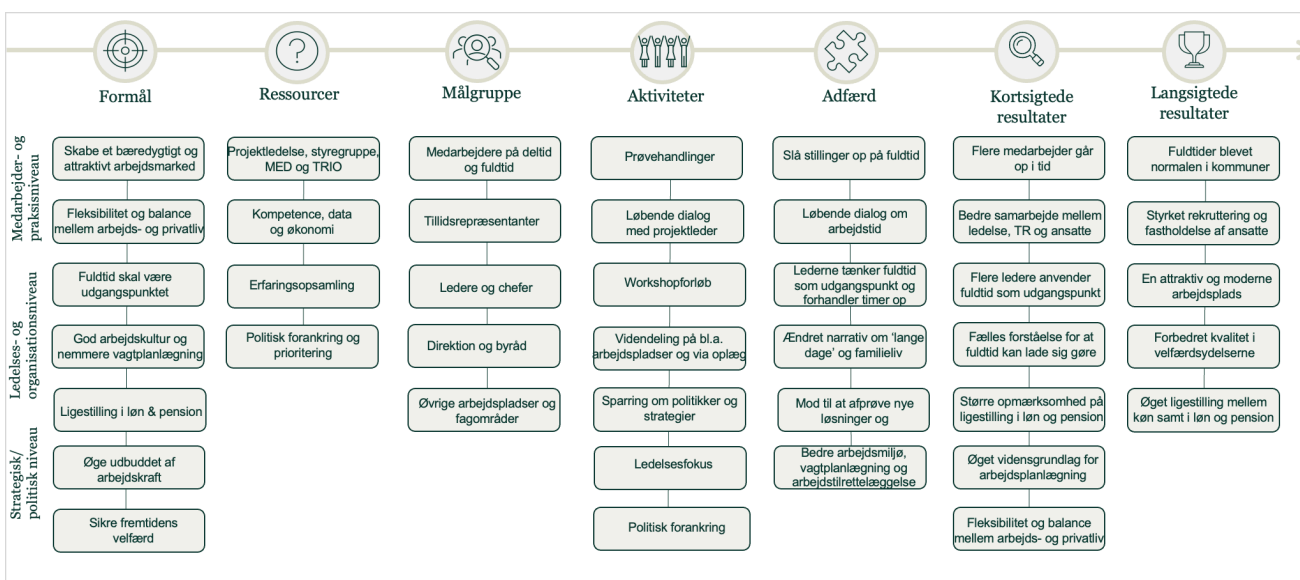 Formål
Ressourcer
Målgruppe
Aktiviteter
Adfærd
Kortsigtede
resultater
Langsigtede
resultater
Medarbejder- og
praksisniveau
Ledelses- og
organisationsniveau
Strategisk/
politisk niveau
Skabe et bæredygtigt og
attraktivt arbejdsmarked
Fleksibilitet og balance
mellem arbejds- og privatliv
Fuldtid skal være
udgangspunktet
God arbejdskultur og
nemmere vagtplanlægning
Ligestilling i løn & pension
Øge udbuddet af
arbejdskraft
Sikre fremtidens
velfærd
Projektledelse, styregruppe,
MED og TRIO
Kompetence, data
og økonomi
Erfaringsopsamling
Politisk forankring og
prioritering
Medarbejdere på deltid
og fuldtid
Tillidsrepræsentanter
Ledere og chefer
Direktion og byråd
Øvrige arbejdspladser og
fagområder
Prøvehandlinger
Løbende dialog
med projektleder
Workshopforløb
Videndeling på bl.a.
arbejdspladser og via oplæg
Sparring om politikker og
strategier
Ledelsesfokus
Politisk forankring
Slå stillinger op på fuldtid
Løbende dialog om
arbejdstid
Lederne tænker fuldtid
som udgangspunkt og
forhandler timer op
Ændret narrativ om ‘lange
dage’ og familieliv
Mod til at afprøve nye
løsninger og
Bedre arbejdsmiljø,
vagtplanlægning og
arbejdstilrettelæggelse
Flere medarbejder går
op i tid
Bedre samarbejde mellem
ledelse, TR og ansatte
Flere ledere anvender
fuldtid som udgangspunkt
Fælles forståelse for at
fuldtid kan lade sig gøre
Større opmærksomhed på
ligestilling i løn og pension
Øget vidensgrundlag for
arbejdsplanlægning
Fleksibilitet og balance
mellem arbejds- og privatliv
Fuldtider blevet
normalen i kommuner
Styrket rekruttering og
fastholdelse af ansatte
En attraktiv og moderne
arbejdsplads
Forbedret kvalitet i
velfærdsydelserne
Øget ligestilling mellem
køn samt i løn og pension